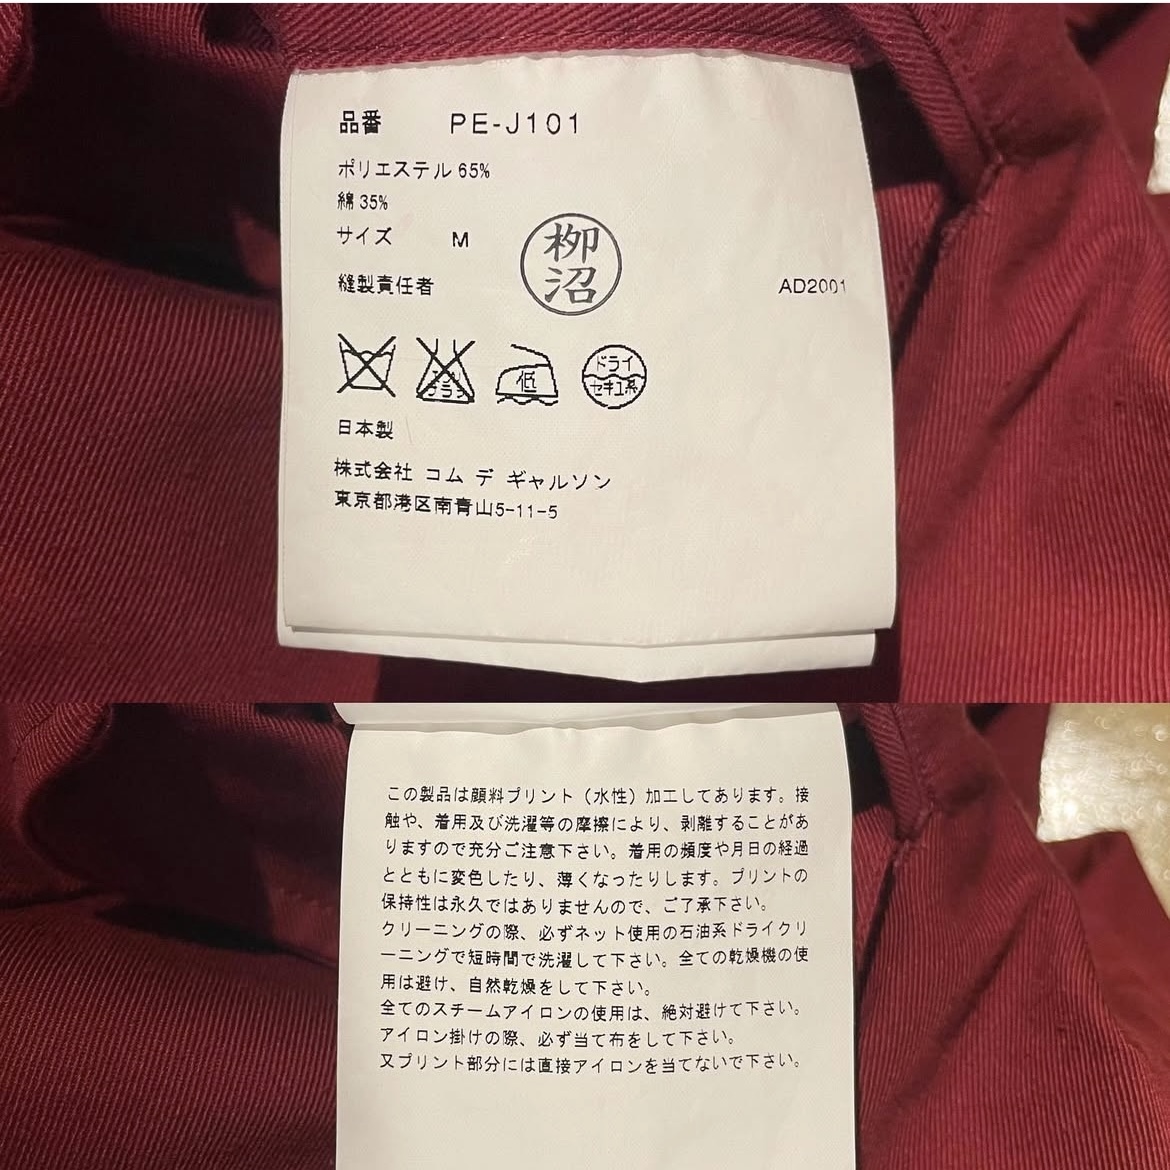 品番 PE-J101
ポリエステル 65%
綿 35%
サイズ M
柳沼
縫製責任者
AD2001
低
ドライ
セキユ系
日本製
株式会社 コム デ ギャルソン
東京都港区南青山5-11-5
この製品は顔料プリント（水性）加工してあります。接
触や、着用及び洗濯等の摩擦により、剥離することがあ
りますので充分ご注意下さい。着用の頻度や月日の経過
とともに変色したり、薄くなったりします。プリントの
保持性は永久ではありませんので、ご了承下さい。
クリーニングの際、必ずネット使用の石油系ドライクリ
ーニングで短時間で洗濯して下さい。全ての乾燥機の使
用は避け、自然乾燥をして下さい。
全てのスチームアイロンの使用は、絶対避けて下さい。
アイロン掛けの際、必ず当て布をして下さい。
又プリント部分には直接アイロンを当てないで下さい。